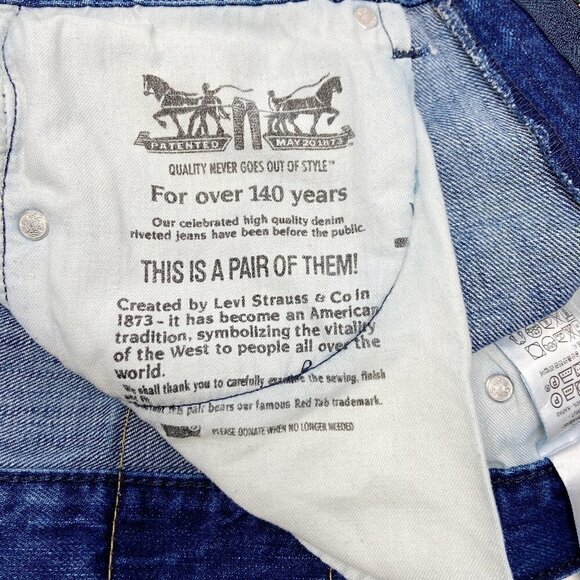 PATENTED MAY 20 1873
QUALITY NEVER GOES OUT OF STYLE™
For over 140 years
Our celebrated high quality denim
riveted jeans have been before the public.
THIS IS A PAIR OF THEM!
Created by Levi Strauss & Co in
1873 - it has become an American
tradition, symbolizing the vitality
of the West to people all over the
world.
We shall thank you to carefully examine the sewing, finish
and fit.
this pair bears our famous Red Tab trademark.
PLEASE DONATE WHEN NO LONGER NEEDED